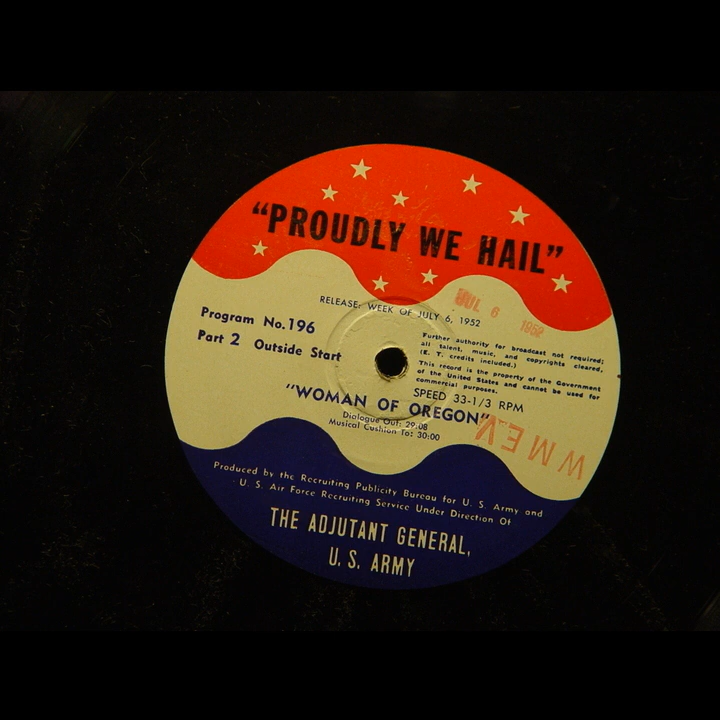 "PROUDLY WE HAIL"
RELEASE: WEEK OF JULY 6, 1952
JUL 6 1952
Program No. 196
Part 2 Outside Start
Further authority for broadcast not required;
all talent, music, and copyrights cleared,
(E. T. credits included.)
This record is the property of the Government
of the United States and cannot be used for
commercial purposes.
SPEED 33-1/3 RPM
"WOMAN OF OREGON"
Dialogue Out: 29:08
Musical Cushion To: 30:00
WMEV
Produced by the Recruiting Publicity Bureau for U. S. Army and
U. S. Air Force Recruiting Service Under Direction Of
THE ADJUTANT GENERAL,
U. S. ARMY